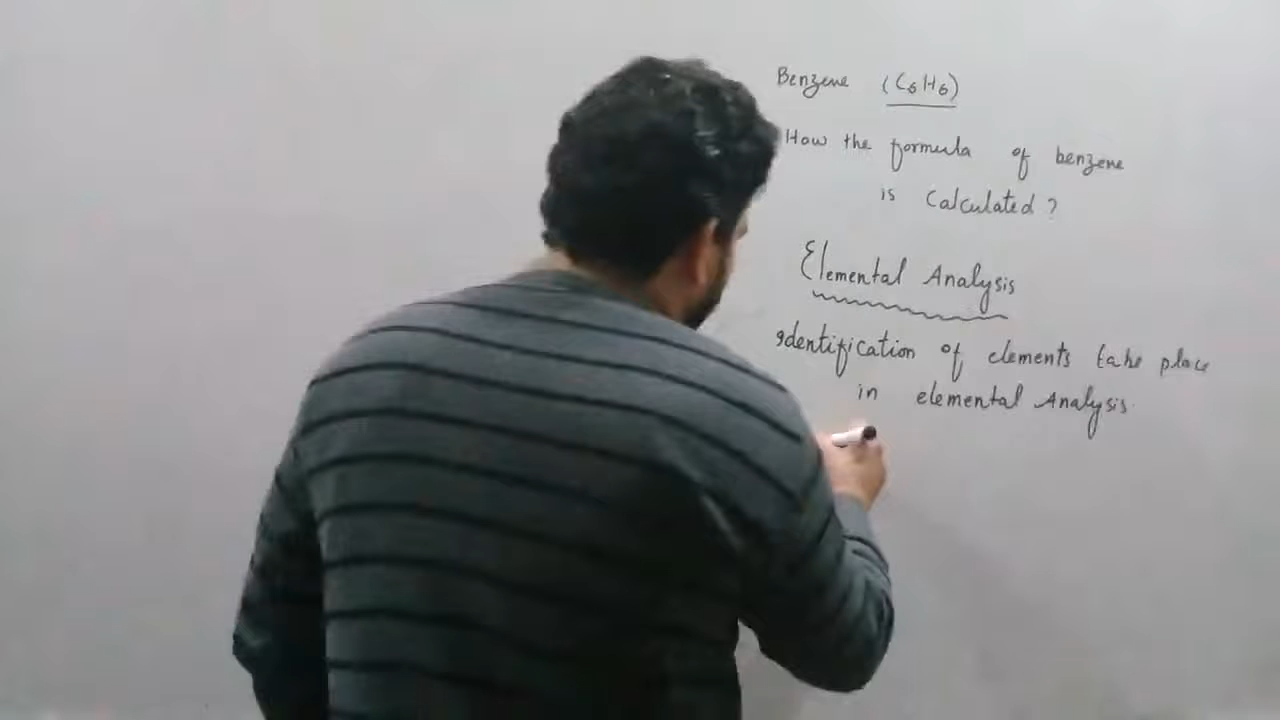 Benzene (C6H6)
How the formula of benzene
is Calculated ?
Elemental Analysis
Identification of elements take place
in elemental Analysis.